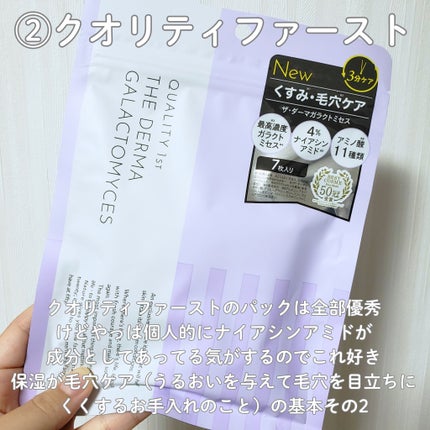 ②クオリティファースト
QUALITY 1ST
THE DERMA
GALACTOMYCES
New
3分ケア
くすみ・毛穴ケア
ザ・ダーマガラクトミセス
最高濃度
ガラクト
ミセス
4%
ナイアシン
アミド
アミノ酸
11種類
7枚入り
50冠
クオリティファーストのパックは全部優秀
けどやっぱ個人的にナイアシンアミドが
成分としてあってる気がするのでこれ好き
保湿が毛穴ケア（うるおいを与えて毛穴を目立ちに
くくするお手入れのこと）の基本その2